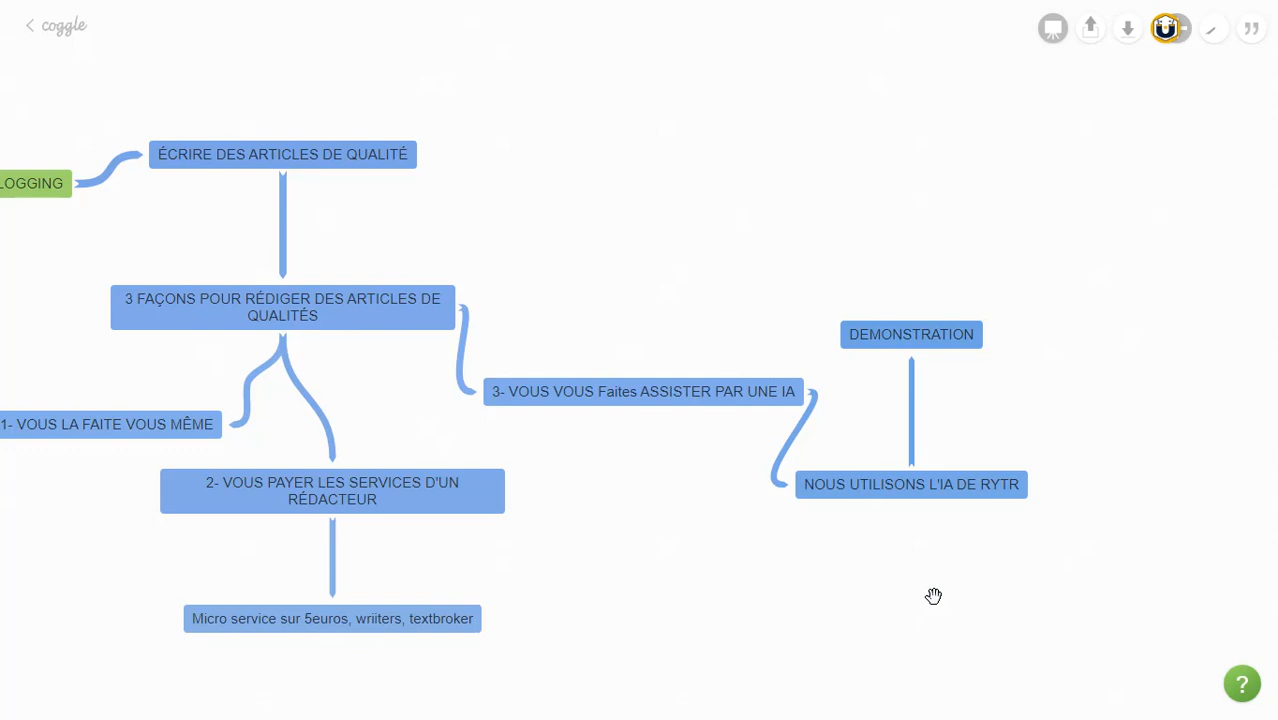 coggle
ÉCRIRE DES ARTICLES DE QUALITÉ
LOGGING
3 FAÇONS POUR RÉDIGER DES ARTICLES DE
QUALITÉS
DEMONSTRATION
3- VOUS VOUS Faites ASSISTER PAR UNE IA
1- VOUS LA FAITE VOUS MÊME
2- VOUS PAYER LES SERVICES D'UN
RÉDACTEUR
NOUS UTILISONS L'IA DE RYTR
Micro service sur 5euros, wriiters, textbroker
?